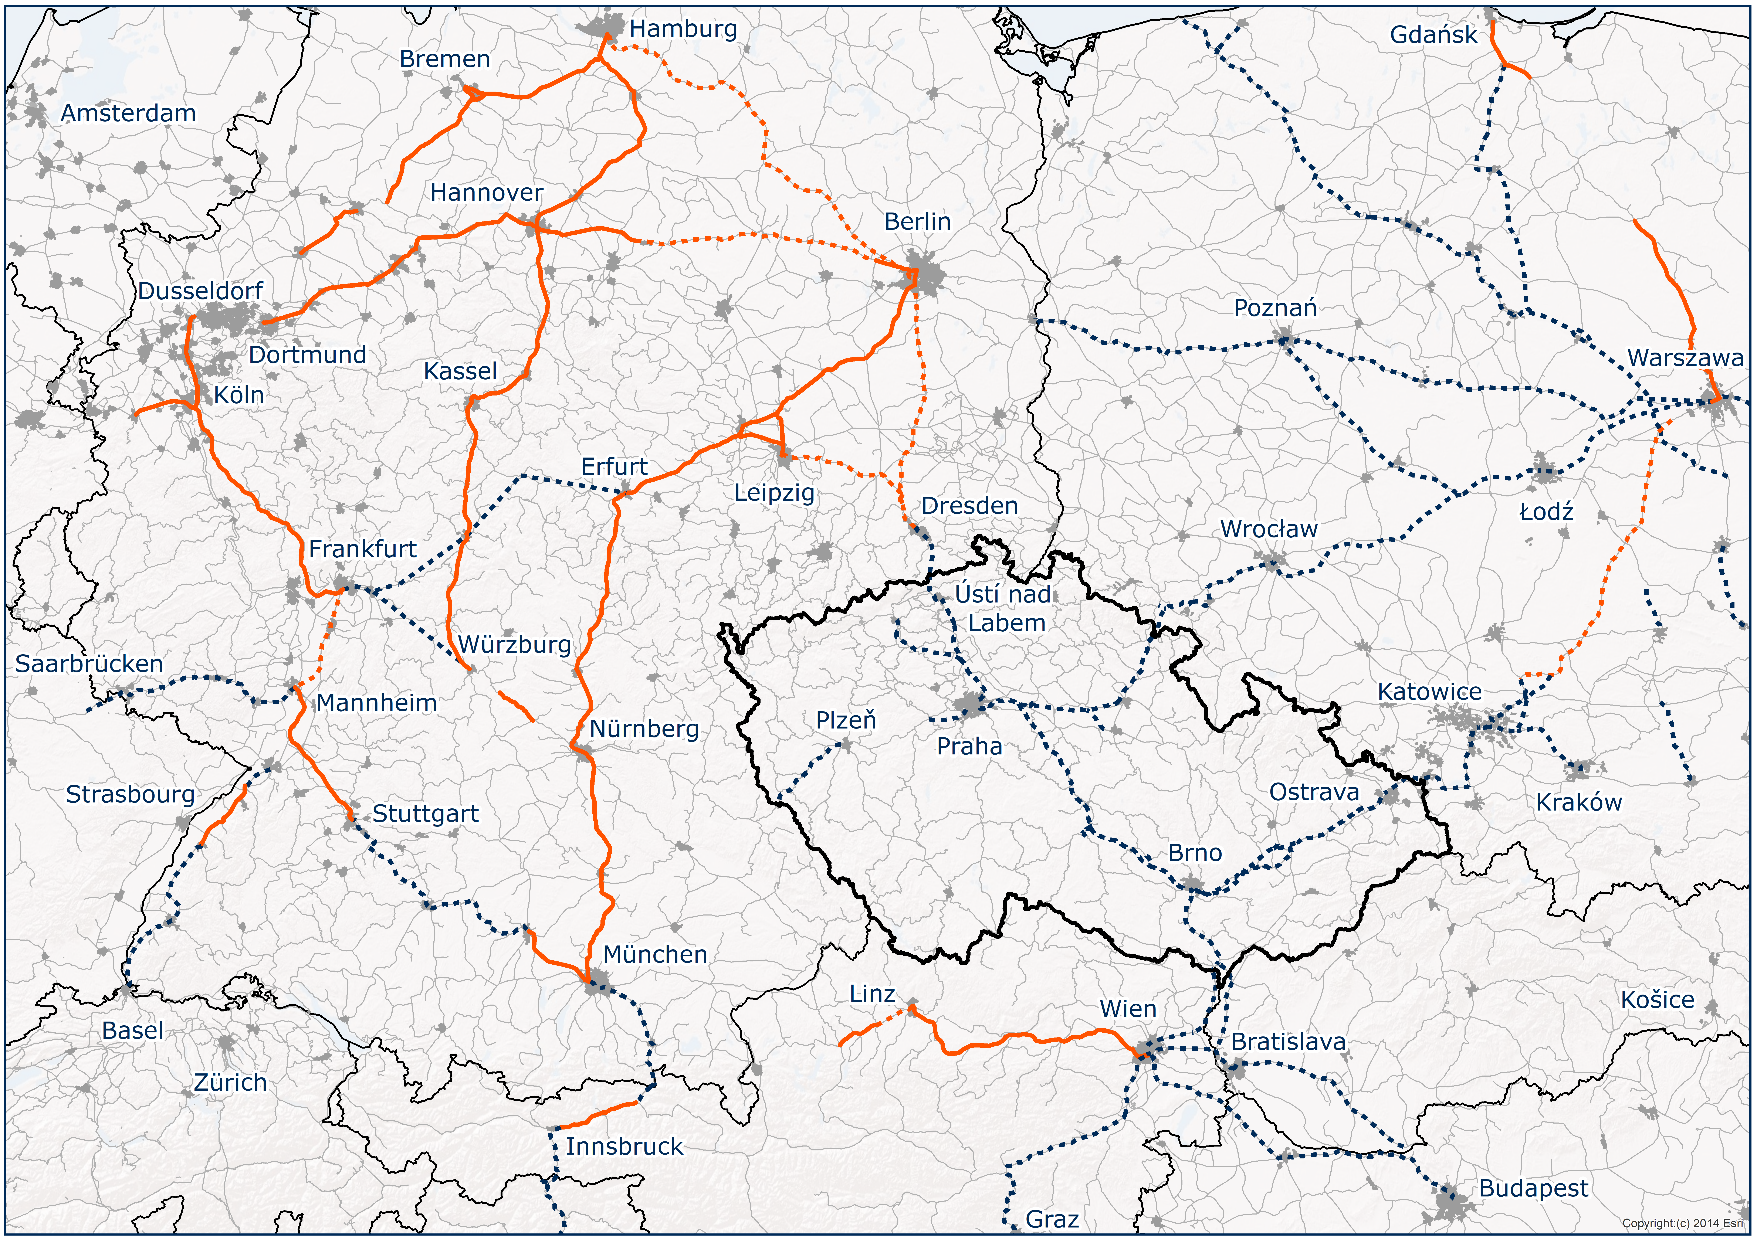 Hamburg
Gdańsk
Bremen
Amsterdam
Hannover
Berlin
Dusseldorf
Poznań
Dortmund
Warszawa
Kassel
Köln
Erfurt
Leipzig
Dresden
Łodź
Wrocław
Frankfurt
Ústí nad
Labem
Würzburg
Saarbrücken
Katowice
Mannheim
Plzeň
Nürnberg
Praha
Strasbourg
Ostrava
Kraków
Stuttgart
Brno
München
Linz
Wien
Košice
Basel
Bratislava
Zürich
Innsbruck
Budapest
Graz
Copyright:(c) 2014 Esri